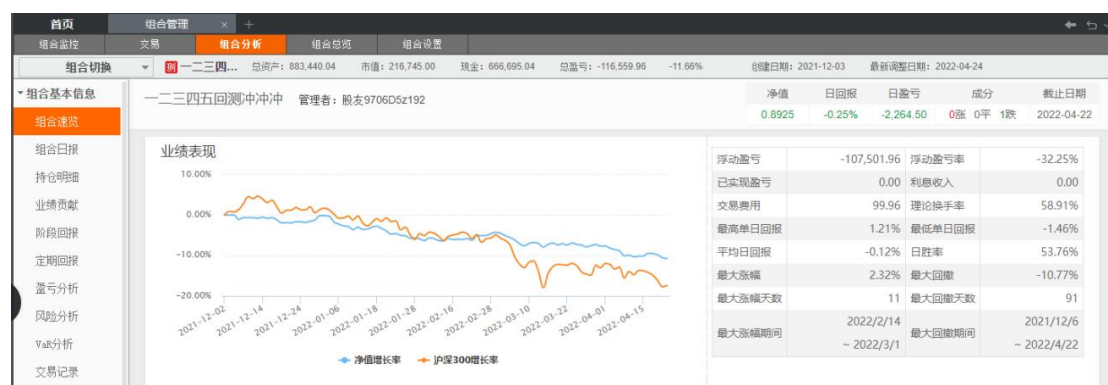 首页 组合管理 × +
组合监控 交易 组合分析 组合总览 组合设置
组合切换 测 一二三四... 总资产：883,440.04 市值：216,745.00 现金：666,695.04 总盈亏：-116,559.96 -11.66% 创建日期：2021-12-03 最新调整日期：2022-04-24
组合基本信息
组合速览
组合日报
持仓明细
业绩贡献
阶段回报
定期回报
盈亏分析
风险分析
VaR分析
交易记录
一二三四五回测冲冲冲 管理者：股友9706D5z192
净值 日回报 日盈亏 成分 截止日期
0.8925 -0.25% -2,264.50 0涨 0平 1跌 2022-04-22
业绩表现
10.00%
0.00%
-10.00%
-20.00%
2021-12-02 2021-12-14 2021-12-24 2022-01-06 2022-01-18 2022-01-28 2022-02-16 2022-02-28 2022-03-10 2022-03-22 2022-04-01 2022-04-15
净值增长率 沪深300增长率
浮动盈亏 -107,501.96 浮动盈亏率 -32.25%
已实现盈亏 0.00 利息收入 0.00
交易费用 99.96 理论换手率 58.91%
最高单日回报 1.21% 最低单日回报 -1.46%
平均日回报 -0.12% 日胜率 53.76%
最大涨幅 2.32% 最大回撤 -10.77%
最大涨幅天数 11 最大回撤天数 91
最大涨幅期间 2022/2/14 ~ 2022/3/1 最大回撤期间 2021/12/6 ~ 2022/4/22